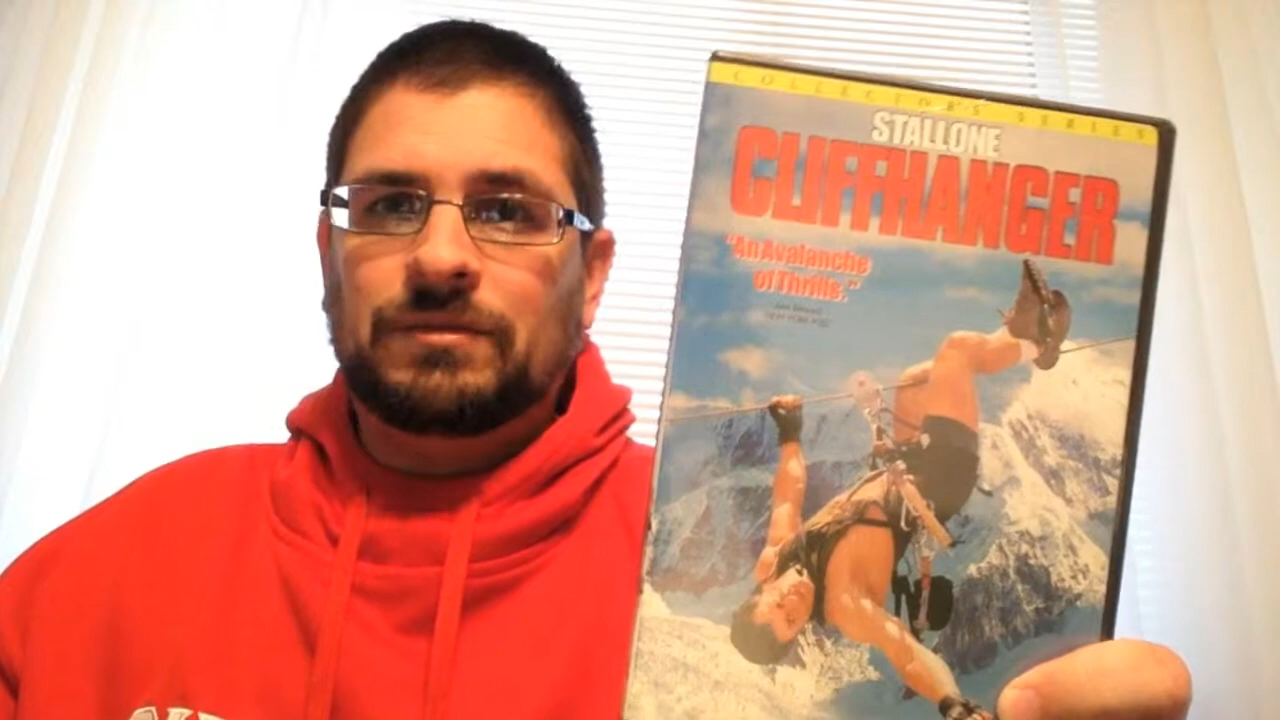 COLLECTOR'S SERIES
STALLONE
CLIFFHANGER
"An Avalanche
of Thrills."